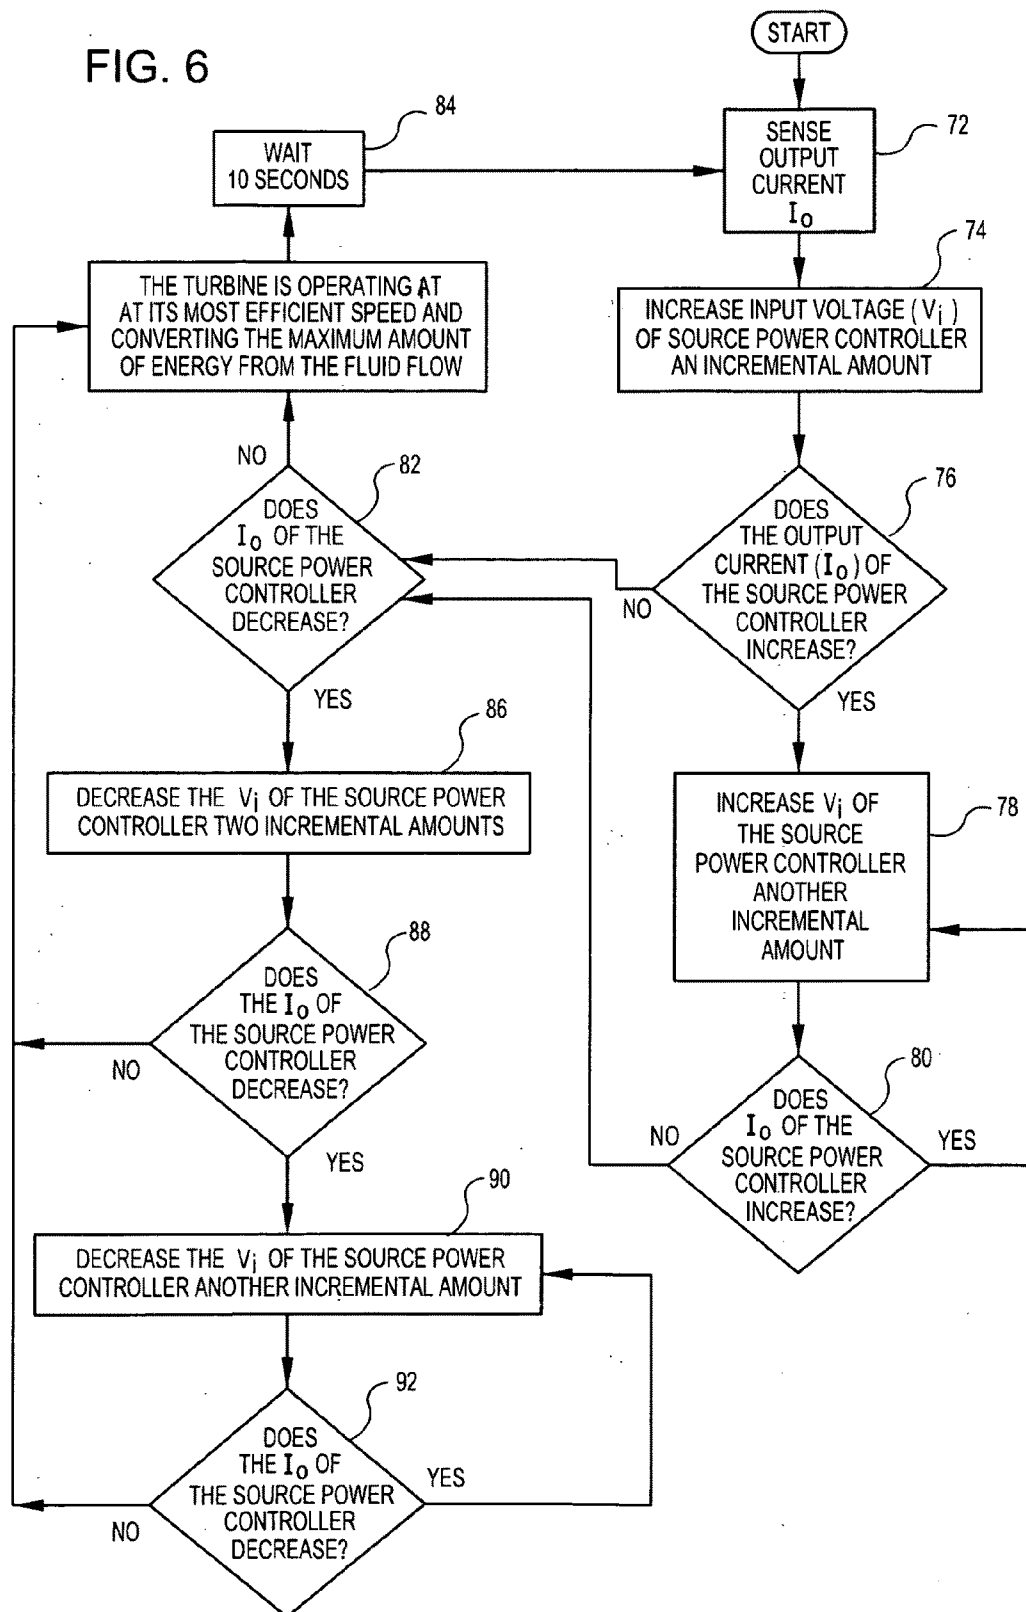 FIG. 6
START
72
SENSE
OUTPUT
CURRENT
Io
84
WAIT
10 SECONDS
74
INCREASE INPUT VOLTAGE (Vi)
OF SOURCE POWER CONTROLLER
AN INCREMENTAL AMOUNT
THE TURBINE IS OPERATING AT
AT ITS MOST EFFICIENT SPEED AND
CONVERTING THE MAXIMUM AMOUNT
OF ENERGY FROM THE FLUID FLOW
76
DOES
THE OUTPUT
CURRENT (Io) OF
THE SOURCE POWER
CONTROLLER
INCREASE?
NO
YES
NO
82
DOES
Io OF THE
SOURCE POWER
CONTROLLER
DECREASE?
YES
78
INCREASE Vi OF
THE SOURCE
POWER CONTROLLER
ANOTHER
INCREMENTAL
AMOUNT
86
DECREASE THE Vi OF THE SOURCE POWER
CONTROLLER TWO INCREMENTAL AMOUNTS
80
DOES
Io OF THE
SOURCE POWER
CONTROLLER
INCREASE?
NO
YES
88
DOES
THE Io OF
THE SOURCE POWER
CONTROLLER
DECREASE?
NO
YES
90
DECREASE THE Vi OF THE SOURCE POWER
CONTROLLER ANOTHER INCREMENTAL AMOUNT
92
DOES
THE Io OF
THE SOURCE POWER
CONTROLLER
DECREASE?
YES
NO